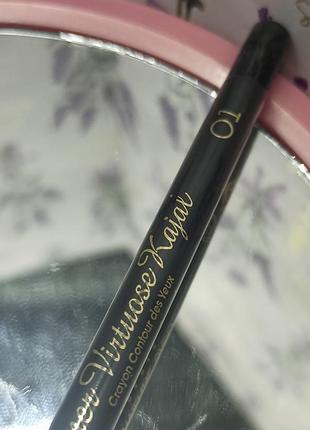 Virtuose Kajal
Crayon Contour des Yeux
01